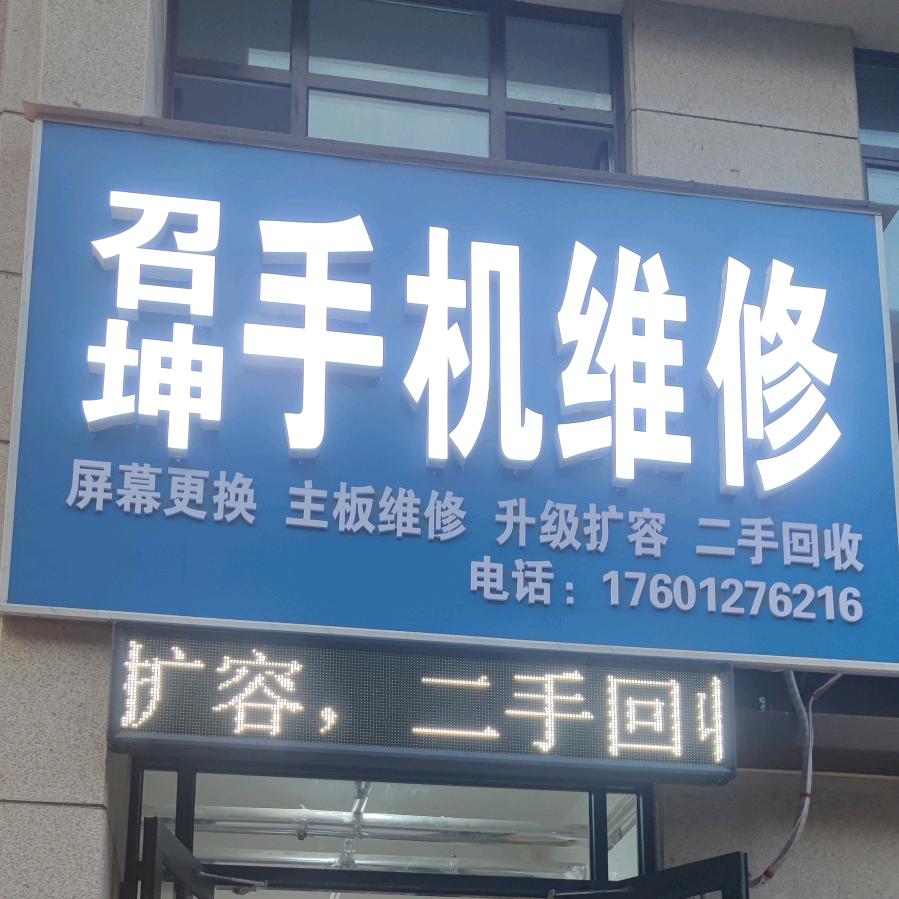 召坤手机维修
屏幕更换 主板维修 升级扩容 二手回收
电话：17601276216
扩容，二手回